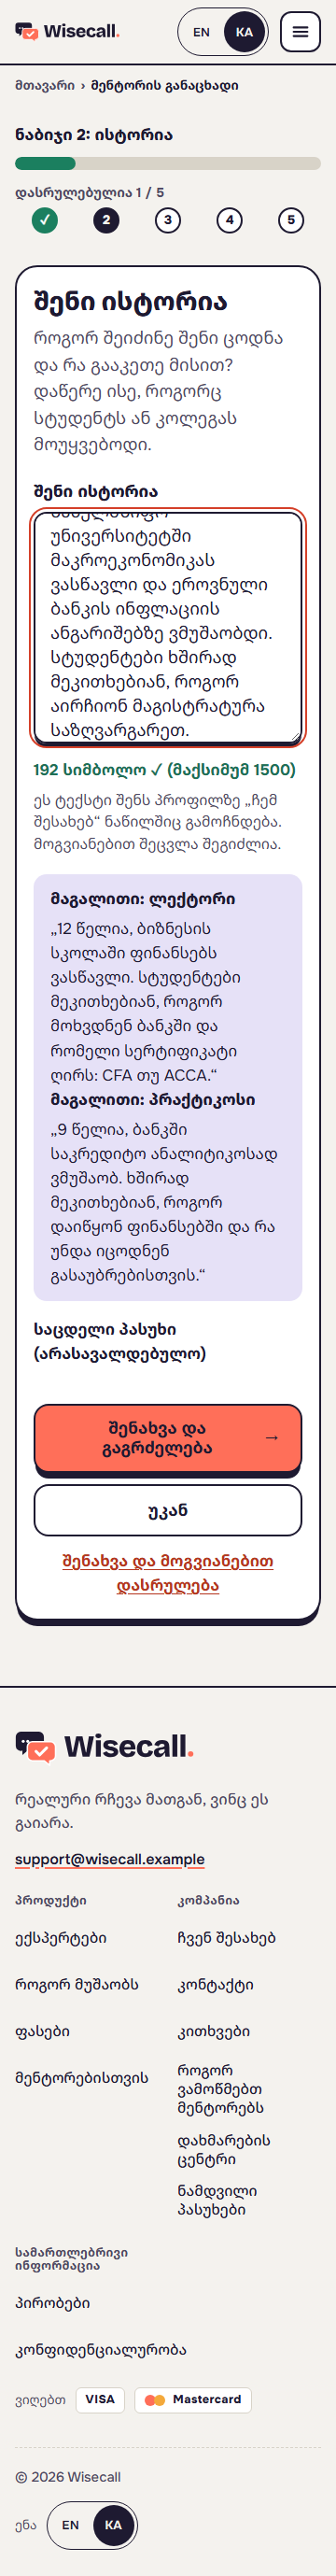 Wisecall.
EN KA
მთავარი › მენტორის განაცხადი
ნაბიჯი 2: ისტორია
დასრულებულია 1 / 5
✓ 2 3 4 5
შენი ისტორია
როგორ შეიძინე შენი ცოდნა
და რა გააკეთე მისით?
დაწერე ისე, როგორც
სტუდენტს ან კოლეგას
მოუყვებოდი.
შენი ისტორია
უნივერსიტეტში
მაკროეკონომიკას
ვასწავლი და ეროვნული
ბანკის ინფლაციის
ანგარიშებზე ვმუშაობდი.
სტუდენტები ხშირად
მეკითხებიან, როგორ
აირჩიონ მაგისტრატურა
საზღვარგარეთ.
192 სიმბოლო ✓ (მაქსიმუმ 1500)
ეს ტექსტი შენს პროფილზე „ჩემ
შესახებ“ ნაწილშიც გამოჩნდება.
მოგვიანებით შეცვლა შეგიძლია.
მაგალითი: ლექტორი
„12 წელია, ბიზნესის
სკოლაში ფინანსებს
ვასწავლი. სტუდენტები
მეკითხებიან, როგორ
მოხვდნენ ბანკში და
რომელი სერტიფიკატი
ღირს: CFA თუ ACCA.“
მაგალითი: პრაქტიკოსი
„9 წელია, ბანკში
საკრედიტო ანალიტიკოსად
ვმუშაობ. ხშირად
მეკითხებიან, როგორ
დაიწყონ ფინანსებში და რა
უნდა იცოდნენ
გასაუბრებისთვის.“
საცდელი პასუხი
(არასავალდებულო)
შენახვა და
გაგრძელება →
უკან
შენახვა და მოგვიანებით
დასრულება
Wisecall.
რეალური რჩევა მათგან, ვინც ეს
გაიარა.
support@wisecall.example
პროდუქტი
ექსპერტები
როგორ მუშაობს
ფასები
მენტორებისთვის
კომპანია
ჩვენ შესახებ
კონტაქტი
კითხვები
როგორ
ვამოწმებთ
მენტორებს
დახმარების
ცენტრი
ნამდვილი
პასუხები
სამართლებრივი
ინფორმაცია
პირობები
კონფიდენციალურობა
ვიღებთ VISA Mastercard
© 2026 Wisecall
ენა EN KA